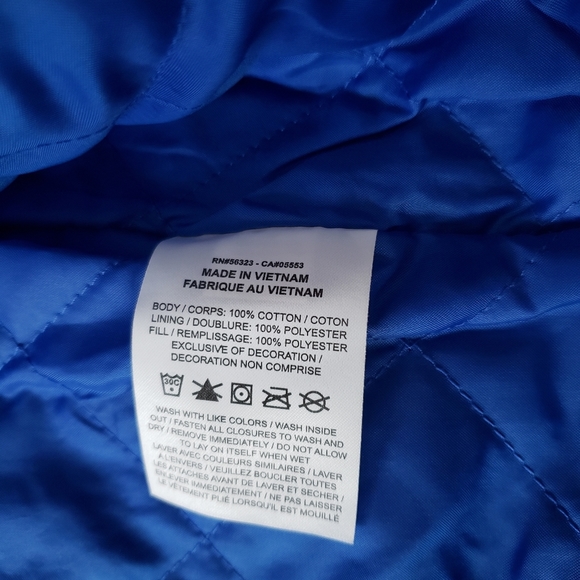 RN#56323 - CA#05553
MADE IN VIETNAM
FABRIQUE AU VIETNAM
BODY / CORPS: 100% COTTON / COTON
LINING / DOUBLURE: 100% POLYESTER
FILL / REMPLISSAGE: 100% POLYESTER
EXCLUSIVE OF DECORATION /
DECORATION NON COMPRISE
30C
WASH WITH LIKE COLORS / WASH INSIDE
OUT / FASTEN ALL CLOSURES TO WASH AND
DRY / REMOVE IMMEDIATELY / DO NOT ALLOW
TO LAY ON ITSELF WHEN WET
LAVER AVEC COULEURS SIMILAIRES / LAVER
A L'ENVERS / VEUILLEZ BOUCLER TOUTES
LES ATTACHES AVANT DE LAVER ET SECHER /
ENLEVER IMMEDIATEMENT / NE PAS LAISSER
LE VÊTEMENT PLIÉ LORSQU'IL EST MOUILLÉ